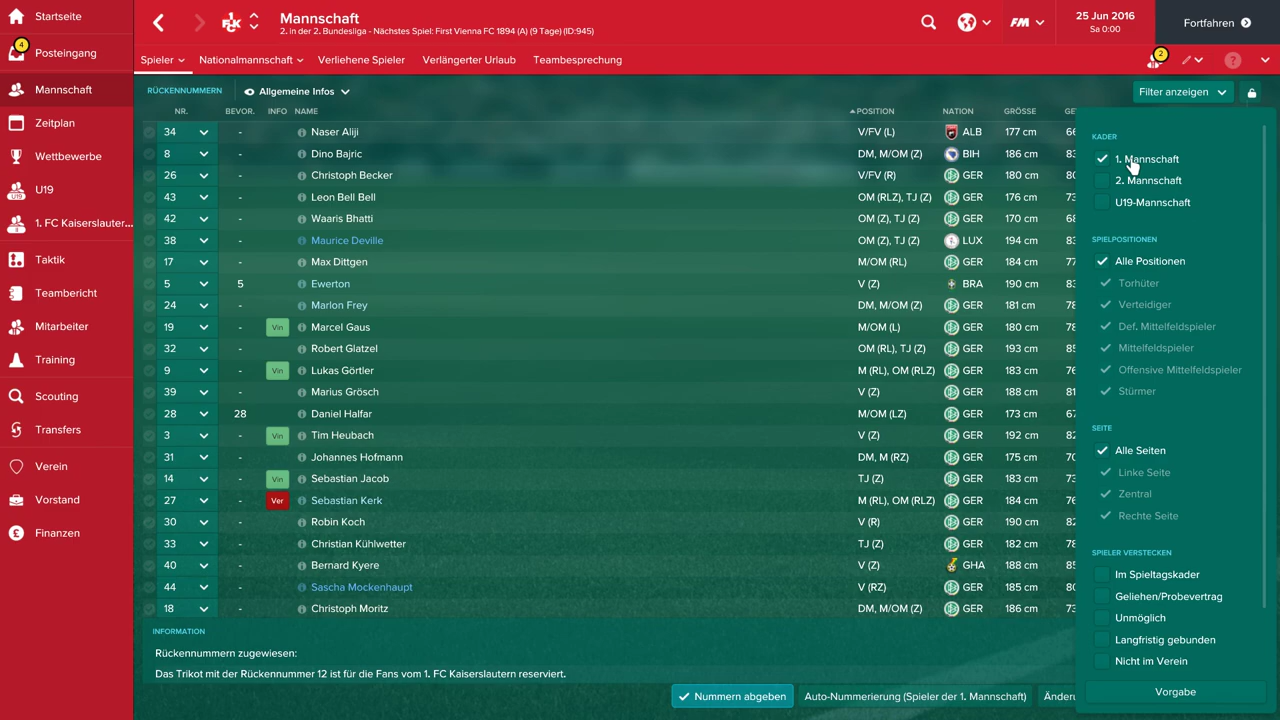 Startseite
4
Posteingang
Mannschaft
Zeitplan
Wettbewerbe
U19
U19
1. FC Kaiserslauter...
II
Taktik
Teambericht
Mitarbeiter
Training
Scouting
Transfers
Verein
Vorstand
Finanzen
Mannschaft
2. in der 2. Bundesliga - Nächstes Spiel: First Vienna FC 1894 (A) (9 Tage) (ID:945)
FM
25 Jun 2016
Sa 0:00
Fortfahren
Spieler Nationalmannschaft Verliehene Spieler Verlängerter Urlaub Teambesprechung
2
?
RÜCKENNUMMERN Allgemeine Infos Filter anzeigen
NR. BEVOR. INFO NAME POSITION NATION GRÖSSE
34 - Naser Aliji V/FV (L) ALB 177 cm
8 - Dino Bajric DM, M/OM (Z) BIH 186 cm
26 - Christoph Becker V/FV (R) GER 180 cm
43 - Leon Bell Bell OM (RLZ), TJ (Z) GER 176 cm
42 - Waaris Bhatti OM (Z), TJ (Z) GER 170 cm
38 - Maurice Deville OM (Z), TJ (Z) LUX 194 cm
17 - Max Dittgen M/OM (RL) GER 184 cm
5 5 Ewerton V (Z) BRA 190 cm
24 - Marlon Frey DM, M/OM (Z) GER 181 cm
19 - Vin Marcel Gaus M/OM (L) GER 180 cm
32 - Robert Glatzel OM (RL), TJ (Z) GER 193 cm
9 - Vin Lukas Görtler M (RL), OM (RLZ) GER 183 cm
39 - Marius Grösch V (Z) GER 188 cm
28 28 Daniel Halfar M/OM (LZ) GER 173 cm
3 - Vin Tim Heubach V (Z) GER 192 cm
31 - Johannes Hofmann DM, M (RZ) GER 175 cm
14 - Vin Sebastian Jacob TJ (Z) GER 183 cm
27 - Ver Sebastian Kerk M (RL), OM (RLZ) GER 184 cm
30 - Robin Koch V (R) GER 190 cm
33 - Christian Kühlwetter TJ (Z) GER 182 cm
40 - Bernard Kyere V (Z) GHA 188 cm
44 - Sascha Mockenhaupt V (RZ) GER 185 cm
18 - Christoph Moritz DM, M/OM (Z) GER 186 cm
INFORMATION
Rückennummern zugewiesen:
Das Trikot mit der Rückennummer 12 ist für die Fans vom 1. FC Kaiserslautern reserviert.
Nummern abgeben Auto-Nummerierung (Spieler der 1. Mannschaft)
KADER
1. Mannschaft
2. Mannschaft
U19-Mannschaft
SPIELPOSITIONEN
Alle Positionen
Torhüter
Verteidiger
Def. Mittelfeldspieler
Mittelfeldspieler
Offensive Mittelfeldspieler
Stürmer
SEITE
Alle Seiten
Linke Seite
Zentral
Rechte Seite
SPIELER VERSTECKEN
Im Spieltagskader
Geliehen/Probevertrag
Unmöglich
Langfristig gebunden
Nicht im Verein
Vorgabe